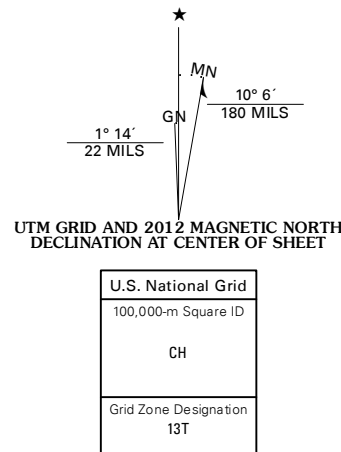 ★
MN
GN
10° 6´
180 MILS
1° 14´
22 MILS
UTM GRID AND 2012 MAGNETIC NORTH
DECLINATION AT CENTER OF SHEET
U.S. National Grid
100,000-m Square ID
CH
Grid Zone Designation
13T